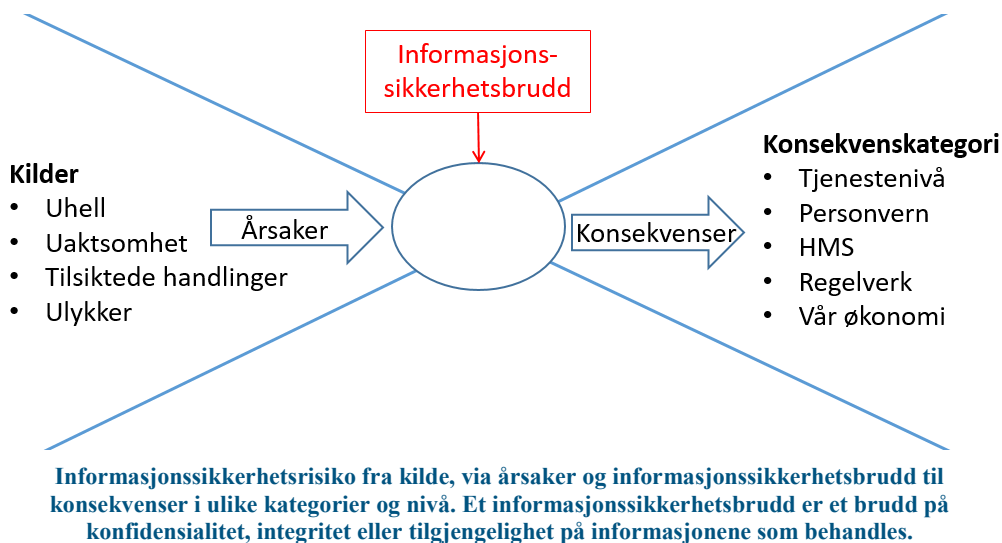 Informasjons-
sikkerhetsbrudd
Kilder
• Uhell
• Uaktsomhet
• Tilsiktede handlinger
• Ulykker
Årsaker
Konsekvenser
Konsekvenskategori
• Tjenestenivå
• Personvern
• HMS
• Regelverk
• Vår økonomi
Informasjonssikkerhetsrisiko fra kilde, via årsaker og informasjonssikkerhetsbrudd til
konsekvenser i ulike kategorier og nivå. Et informasjonssikkerhetsbrudd er et brudd på
konfidensialitet, integritet eller tilgjengelighet på informasjonene som behandles.